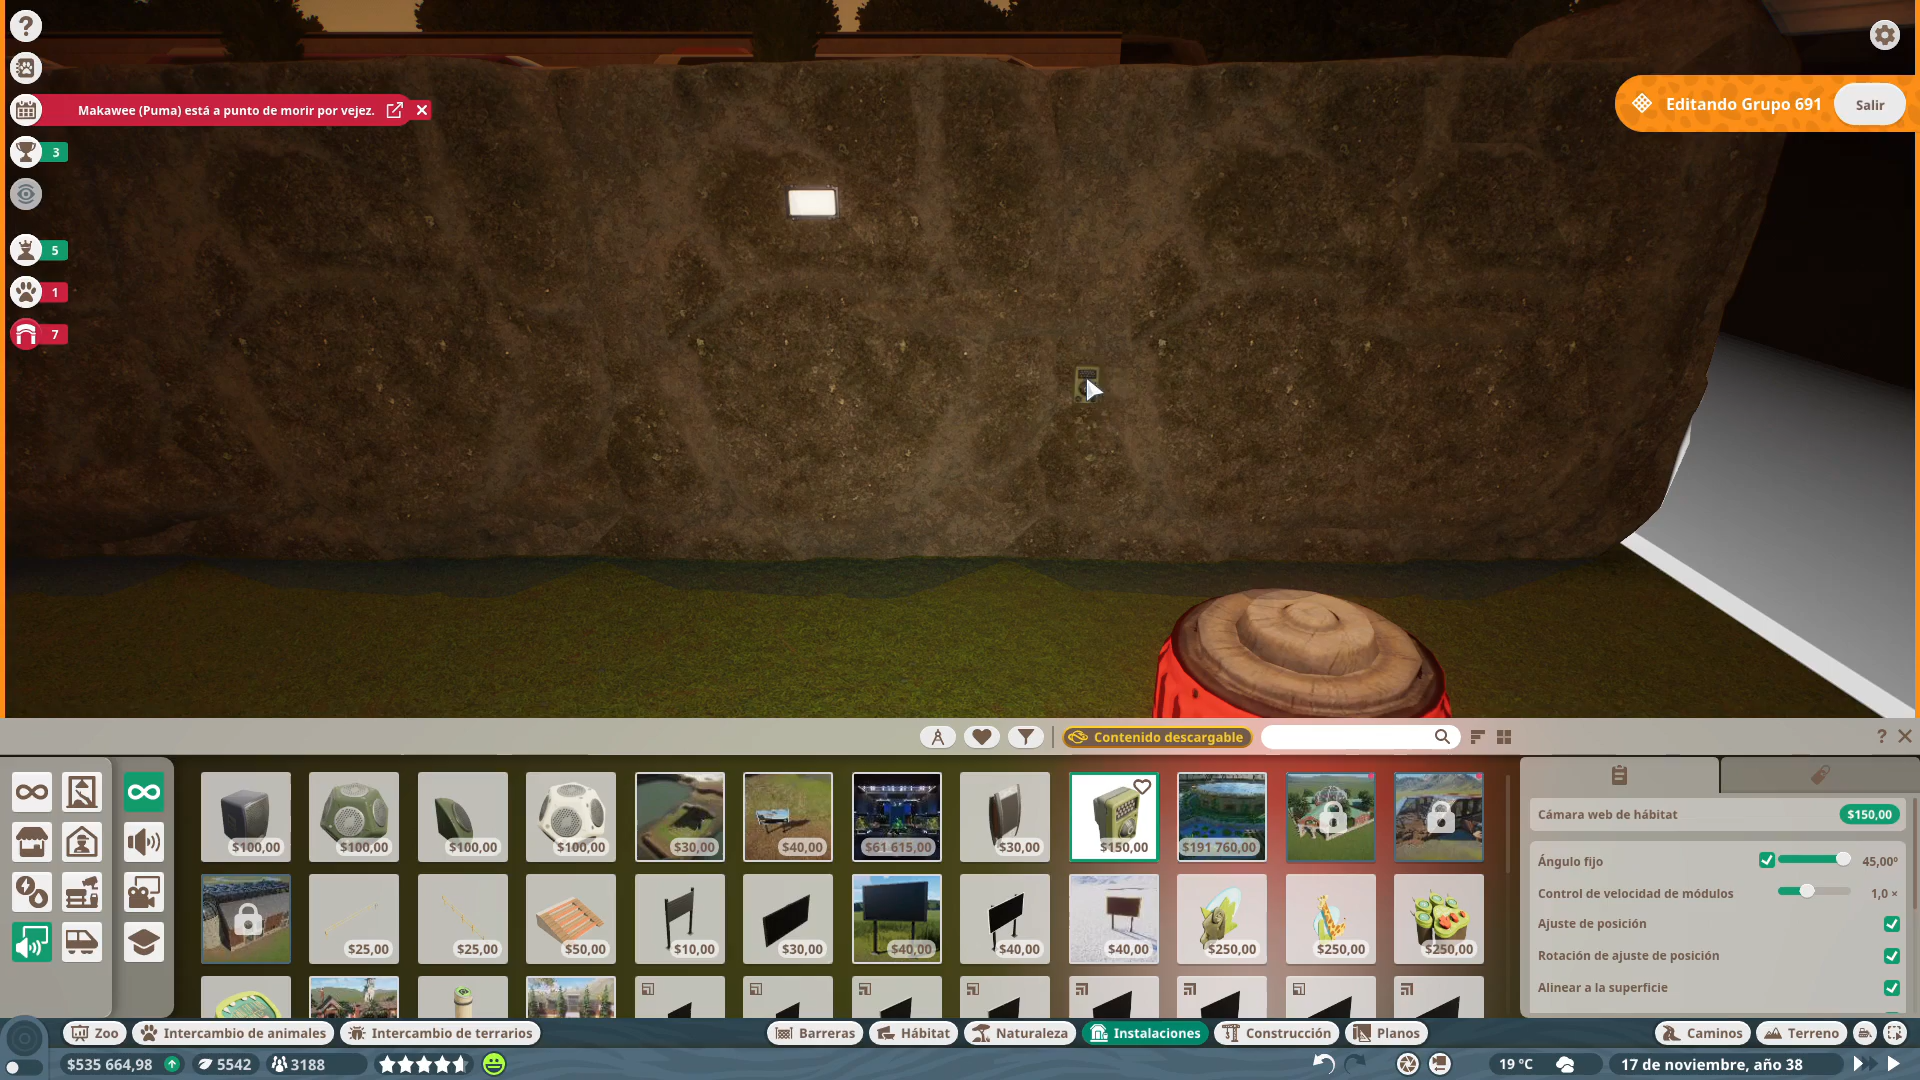 ?
Makawee (Puma) está a punto de morir por vejez.
Editando Grupo 691
Salir
3
5
1
7
Contenido descargable
?
$100,00
$100,00
$100,00
$100,00
$30,00
$40,00
$61 615,00
$30,00
$150,00
$191 760,00
$25,00
$25,00
$50,00
$10,00
$30,00
$40,00
$40,00
$40,00
$250,00
$250,00
$250,00
Cámara web de hábitat
$150,00
Ángulo fijo
45,00º
Control de velocidad de módulos
1,0 ×
Ajuste de posición
Rotación de ajuste de posición
Alinear a la superficie
Zoo
Intercambio de animales
Intercambio de terrarios
Barreras
Hábitat
Naturaleza
Instalaciones
Construcción
Planos
Caminos
Terreno
$535 664,98
5542
3188
19 ºC
17 de noviembre, año 38